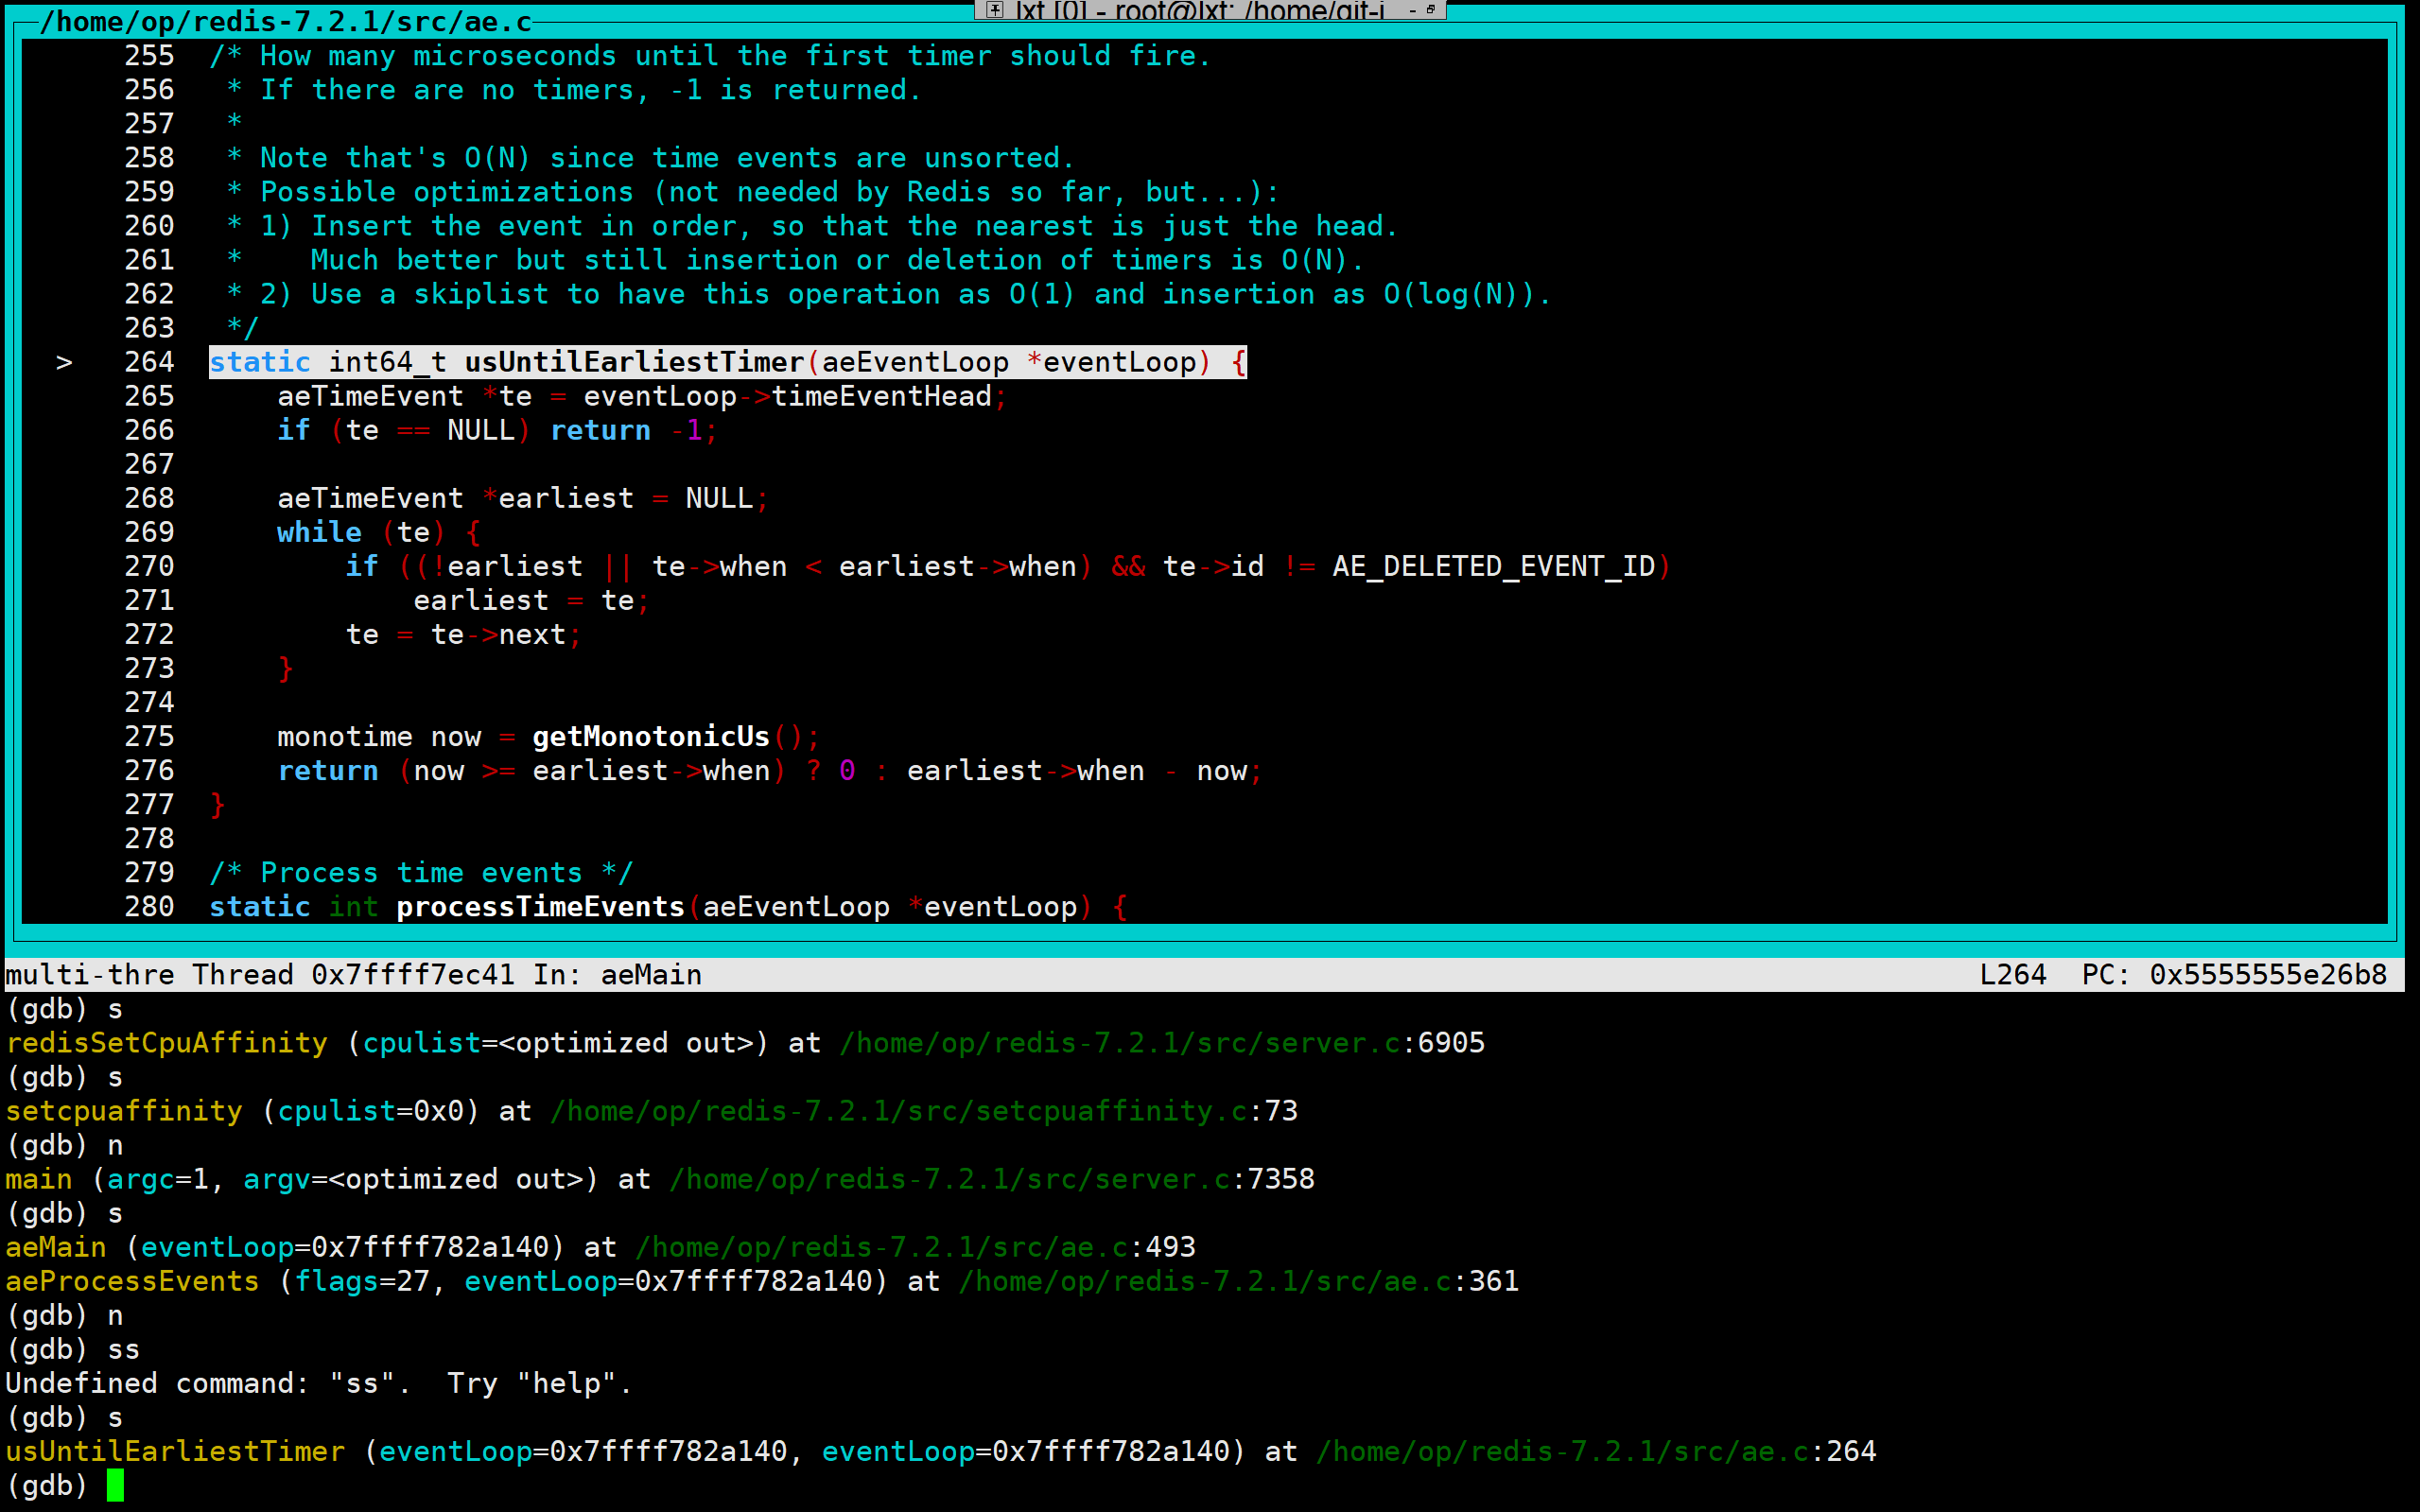 lxt [0] - root@lxt: /home/git-i
/home/op/redis-7.2.1/src/ae.c
255  /* How many microseconds until the first timer should fire.
256   * If there are no timers, -1 is returned.
257   *
258   * Note that's O(N) since time events are unsorted.
259   * Possible optimizations (not needed by Redis so far, but...):
260   * 1) Insert the event in order, so that the nearest is just the head.
261   *    Much better but still insertion or deletion of timers is O(N).
262   * 2) Use a skiplist to have this operation as O(1) and insertion as O(log(N)).
263   */
>   264  static int64_t usUntilEarliestTimer(aeEventLoop *eventLoop) {
265      aeTimeEvent *te = eventLoop->timeEventHead;
266      if (te == NULL) return -1;
267
268      aeTimeEvent *earliest = NULL;
269      while (te) {
270          if ((!earliest || te->when < earliest->when) && te->id != AE_DELETED_EVENT_ID)
271              earliest = te;
272          te = te->next;
273      }
274
275      monotime now = getMonotonicUs();
276      return (now >= earliest->when) ? 0 : earliest->when - now;
277  }
278
279  /* Process time events */
280  static int processTimeEvents(aeEventLoop *eventLoop) {
multi-thre Thread 0x7ffff7ec41 In: aeMain    L264  PC: 0x5555555e26b8
(gdb) s
redisSetCpuAffinity (cpulist=<optimized out>) at /home/op/redis-7.2.1/src/server.c:6905
(gdb) s
setcpuaffinity (cpulist=0x0) at /home/op/redis-7.2.1/src/setcpuaffinity.c:73
(gdb) n
main (argc=1, argv=<optimized out>) at /home/op/redis-7.2.1/src/server.c:7358
(gdb) s
aeMain (eventLoop=0x7ffff782a140) at /home/op/redis-7.2.1/src/ae.c:493
aeProcessEvents (flags=27, eventLoop=0x7ffff782a140) at /home/op/redis-7.2.1/src/ae.c:361
(gdb) n
(gdb) ss
Undefined command: "ss".  Try "help".
(gdb) s
usUntilEarliestTimer (eventLoop=0x7ffff782a140, eventLoop=0x7ffff782a140) at /home/op/redis-7.2.1/src/ae.c:264
(gdb)